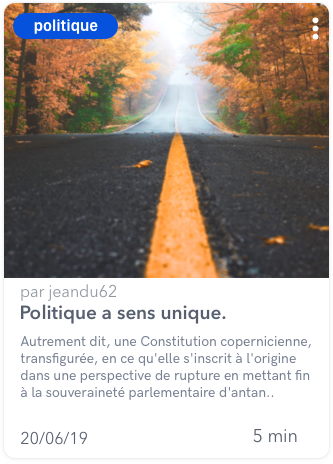 politique
par jeandu62
Politique a sens unique.
Autrement dit, une Constitution copernicienne,
transfigurée, en ce qu'elle s'inscrit à l'origine
dans une perspective de rupture en mettant fin
à la souveraineté parlementaire d'antan..
20/06/19
5 min